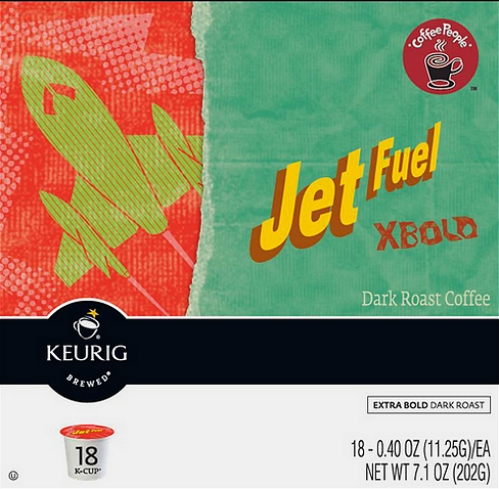 Coffee People
TM
Jet Fuel
XBOLD
Dark Roast Coffee
KEURIG
BREWED®
EXTRA BOLD DARK ROAST
Jet Fuel
18
K-CUP®
18 - 0.40 OZ (11.25G)/EA
NET WT 7.1 OZ (202G)
U